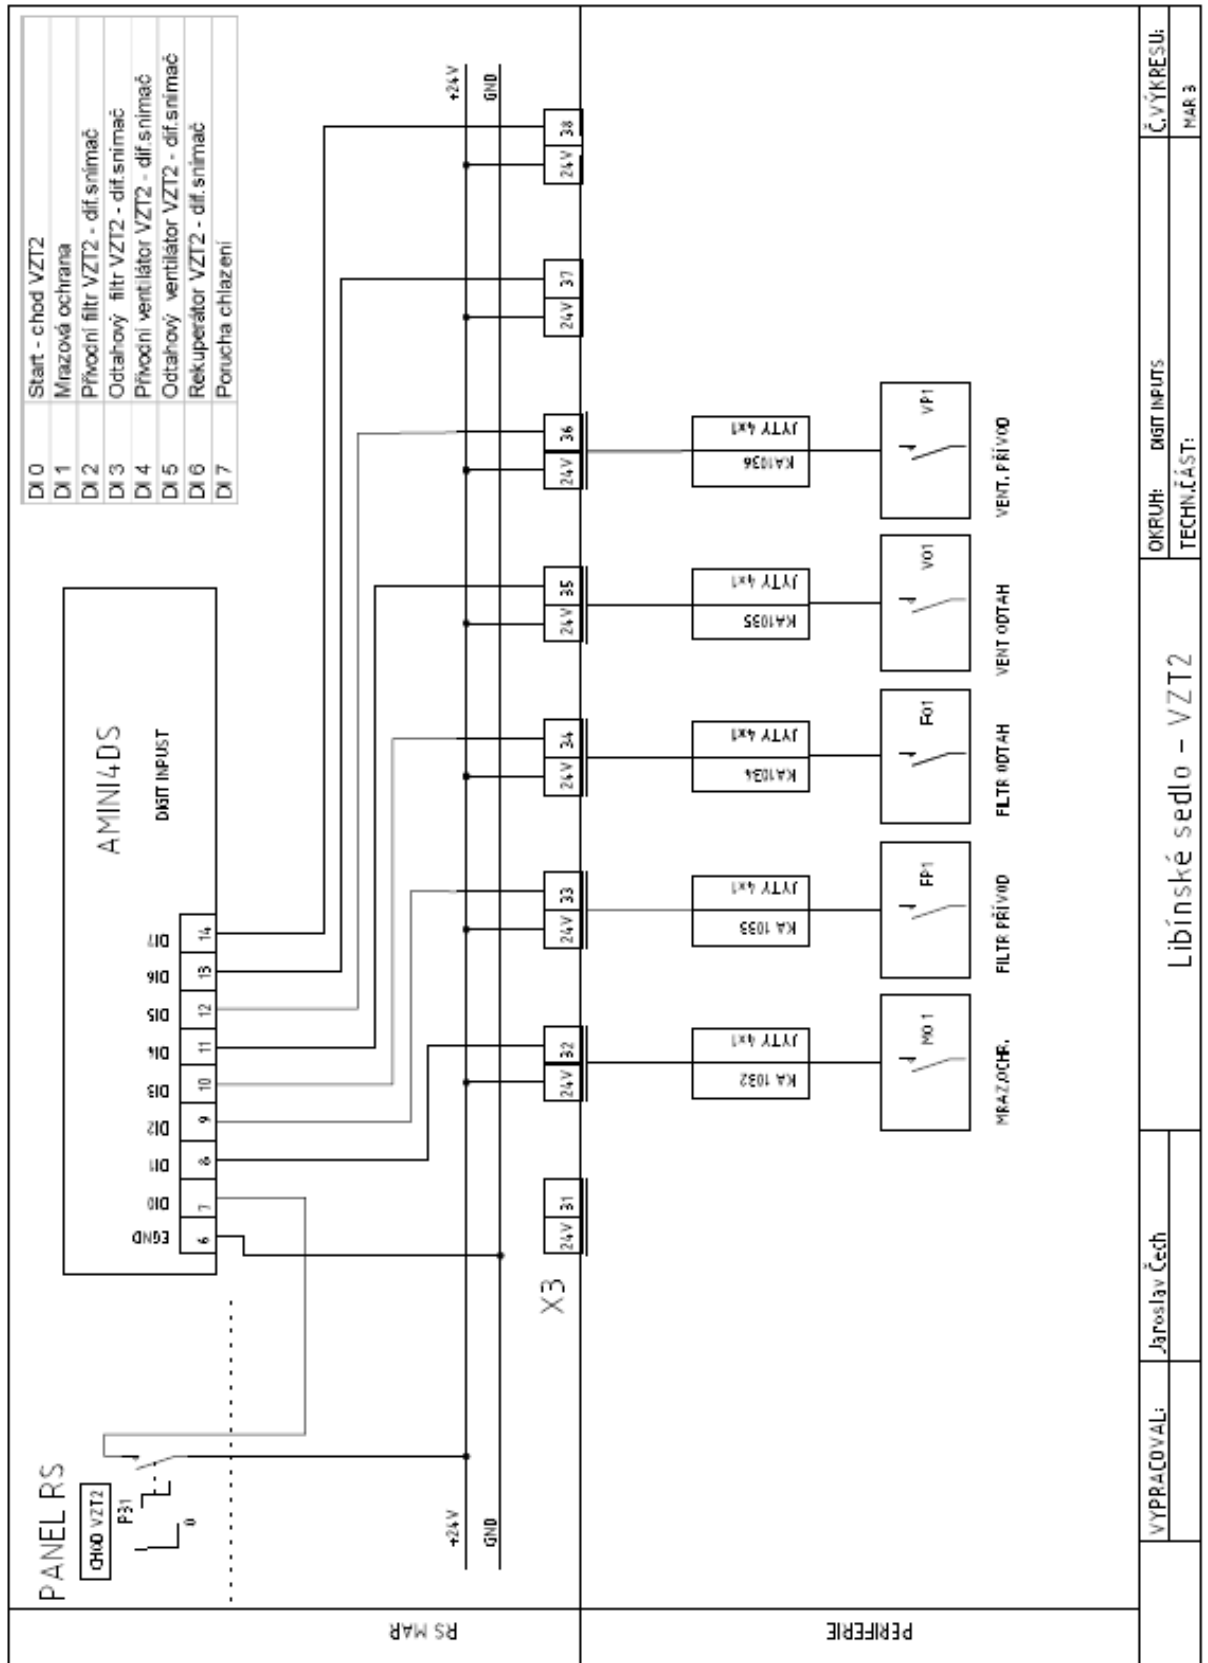 DI 0 Start - chod VZT2
DI 1 Mrazová ochrana
DI 2 Přívodní filtr VZT2 - dif.snímač
DI 3 Odtahový filtr VZT2 - dif.snímač
DI 4 Přívodní ventilátor VZT2 - dif.snímač
DI 5 Odtahový ventilátor VZT2 - dif.snímač
DI 6 Rekuperátor VZT2 - dif.snímač
DI 7 Porucha chlazení
PANEL RS
CHOD VZT2
P31
0
AMINI4DS
DIGIT INPUST
EGND DI0 DI1 DI2 DI3 DI4 DI5 DI6 DI7
6 7 8 9 10 11 12 13 14
+24V +24V
GND GND
X3
24V 31 24V 32 24V 33 24V 34 24V 35 24V 36 24V 37 24V 38
RS MAR
PERIFERIE
KA 1032 JYTY 4x1
KA 1033 JYTY 4x1
KA1034 JYTY 4x1
KA1035 JYTY 4x1
KA1036 JYTY 4x1
MO 1
FP1
FO1
VO1
VP1
MRAZ.OCHR.
FILTR PŘÍVOD
FILTR ODTAH
VENT ODTAH
VENT. PŘÍVOD
VYPRACOVAL: Jaroslav Čech
Libínské sedlo – VZT2
OKRUH: DIGIT INPUTS
TECHN.ČÁST:
Č.VÝKRESU:
MAR 3